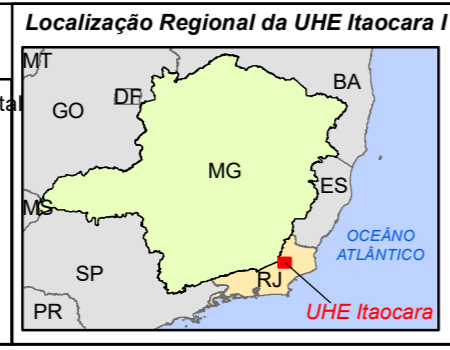 Localização Regional da UHE Itaocara I
MT
BA
tal
GO
DF
MG
ES
MS
OCEÂNO
ATLÂNTICO
SP
RJ
PR
UHE Itaocara